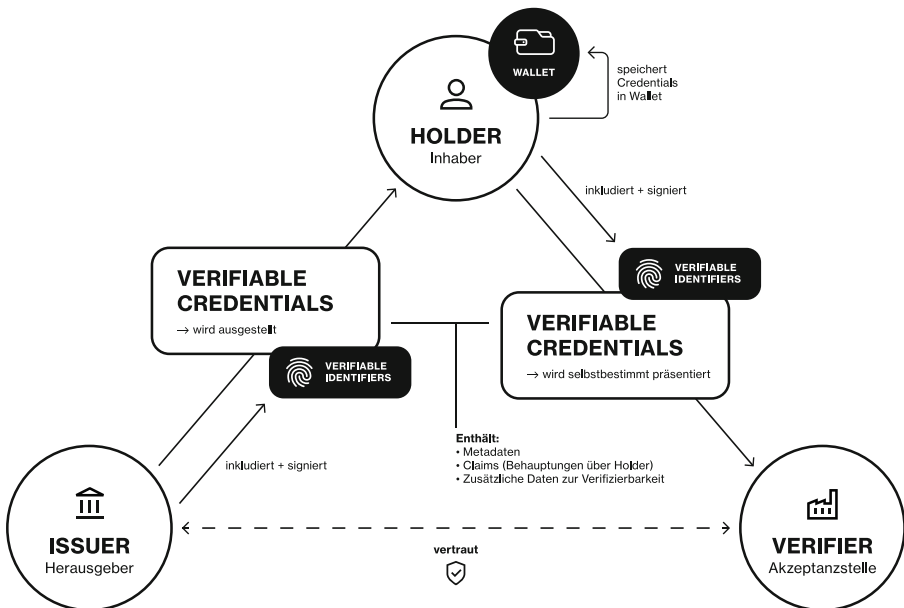 WALLET
speichert
Credentials
in Wallet
HOLDER
Inhaber
inkludiert + signiert
VERIFIABLE
IDENTIFIERS
VERIFIABLE
CREDENTIALS
→ wird ausgestellt
VERIFIABLE
IDENTIFIERS
VERIFIABLE
CREDENTIALS
→ wird selbstbestimmt präsentiert
Enthält:
• Metadaten
• Claims (Behauptungen über Holder)
• Zusätzliche Daten zur Verifizierbarkeit
inkludiert + signiert
ISSUER
Herausgeber
vertraut
VERIFIER
Akzeptanzstelle